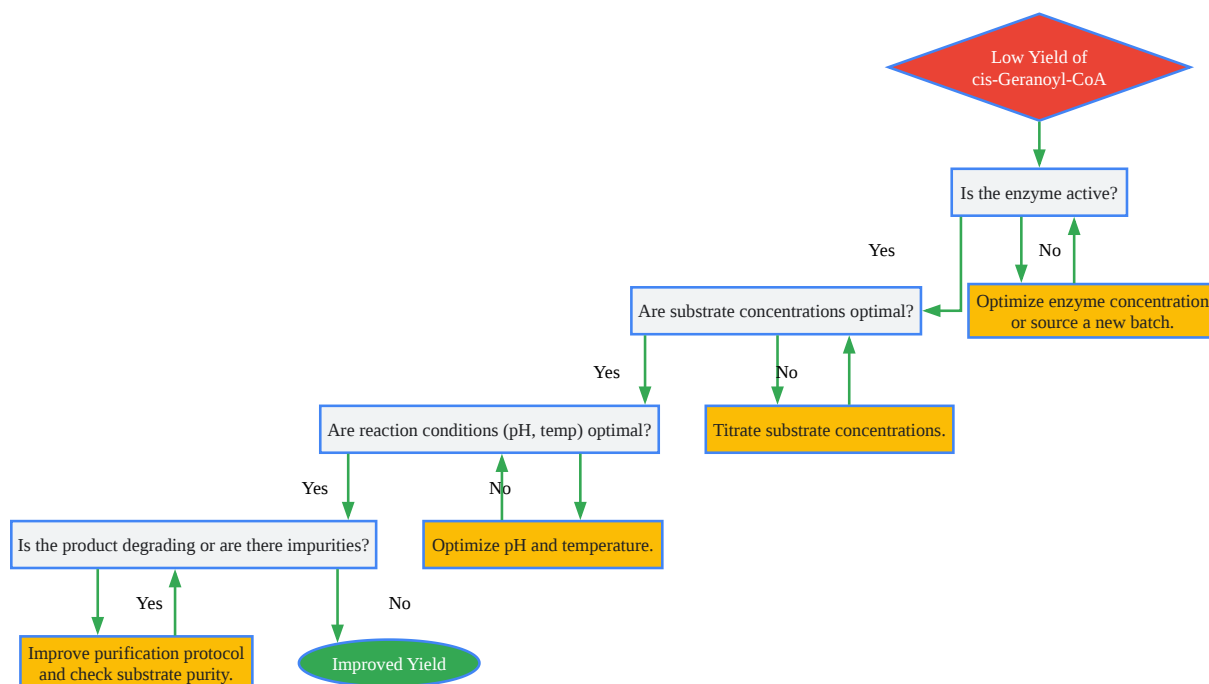 Low Yield of
cis-Geranoyl-CoA
Is the enzyme active?
Yes
No
Optimize enzyme concentration
or source a new batch.
Are substrate concentrations optimal?
Yes
No
Titrate substrate concentrations.
Are reaction conditions (pH, temp) optimal?
Yes
No
Optimize pH and temperature.
Is the product degrading or are there impurities?
Yes
No
Improve purification protocol
and check substrate purity.
Improved Yield